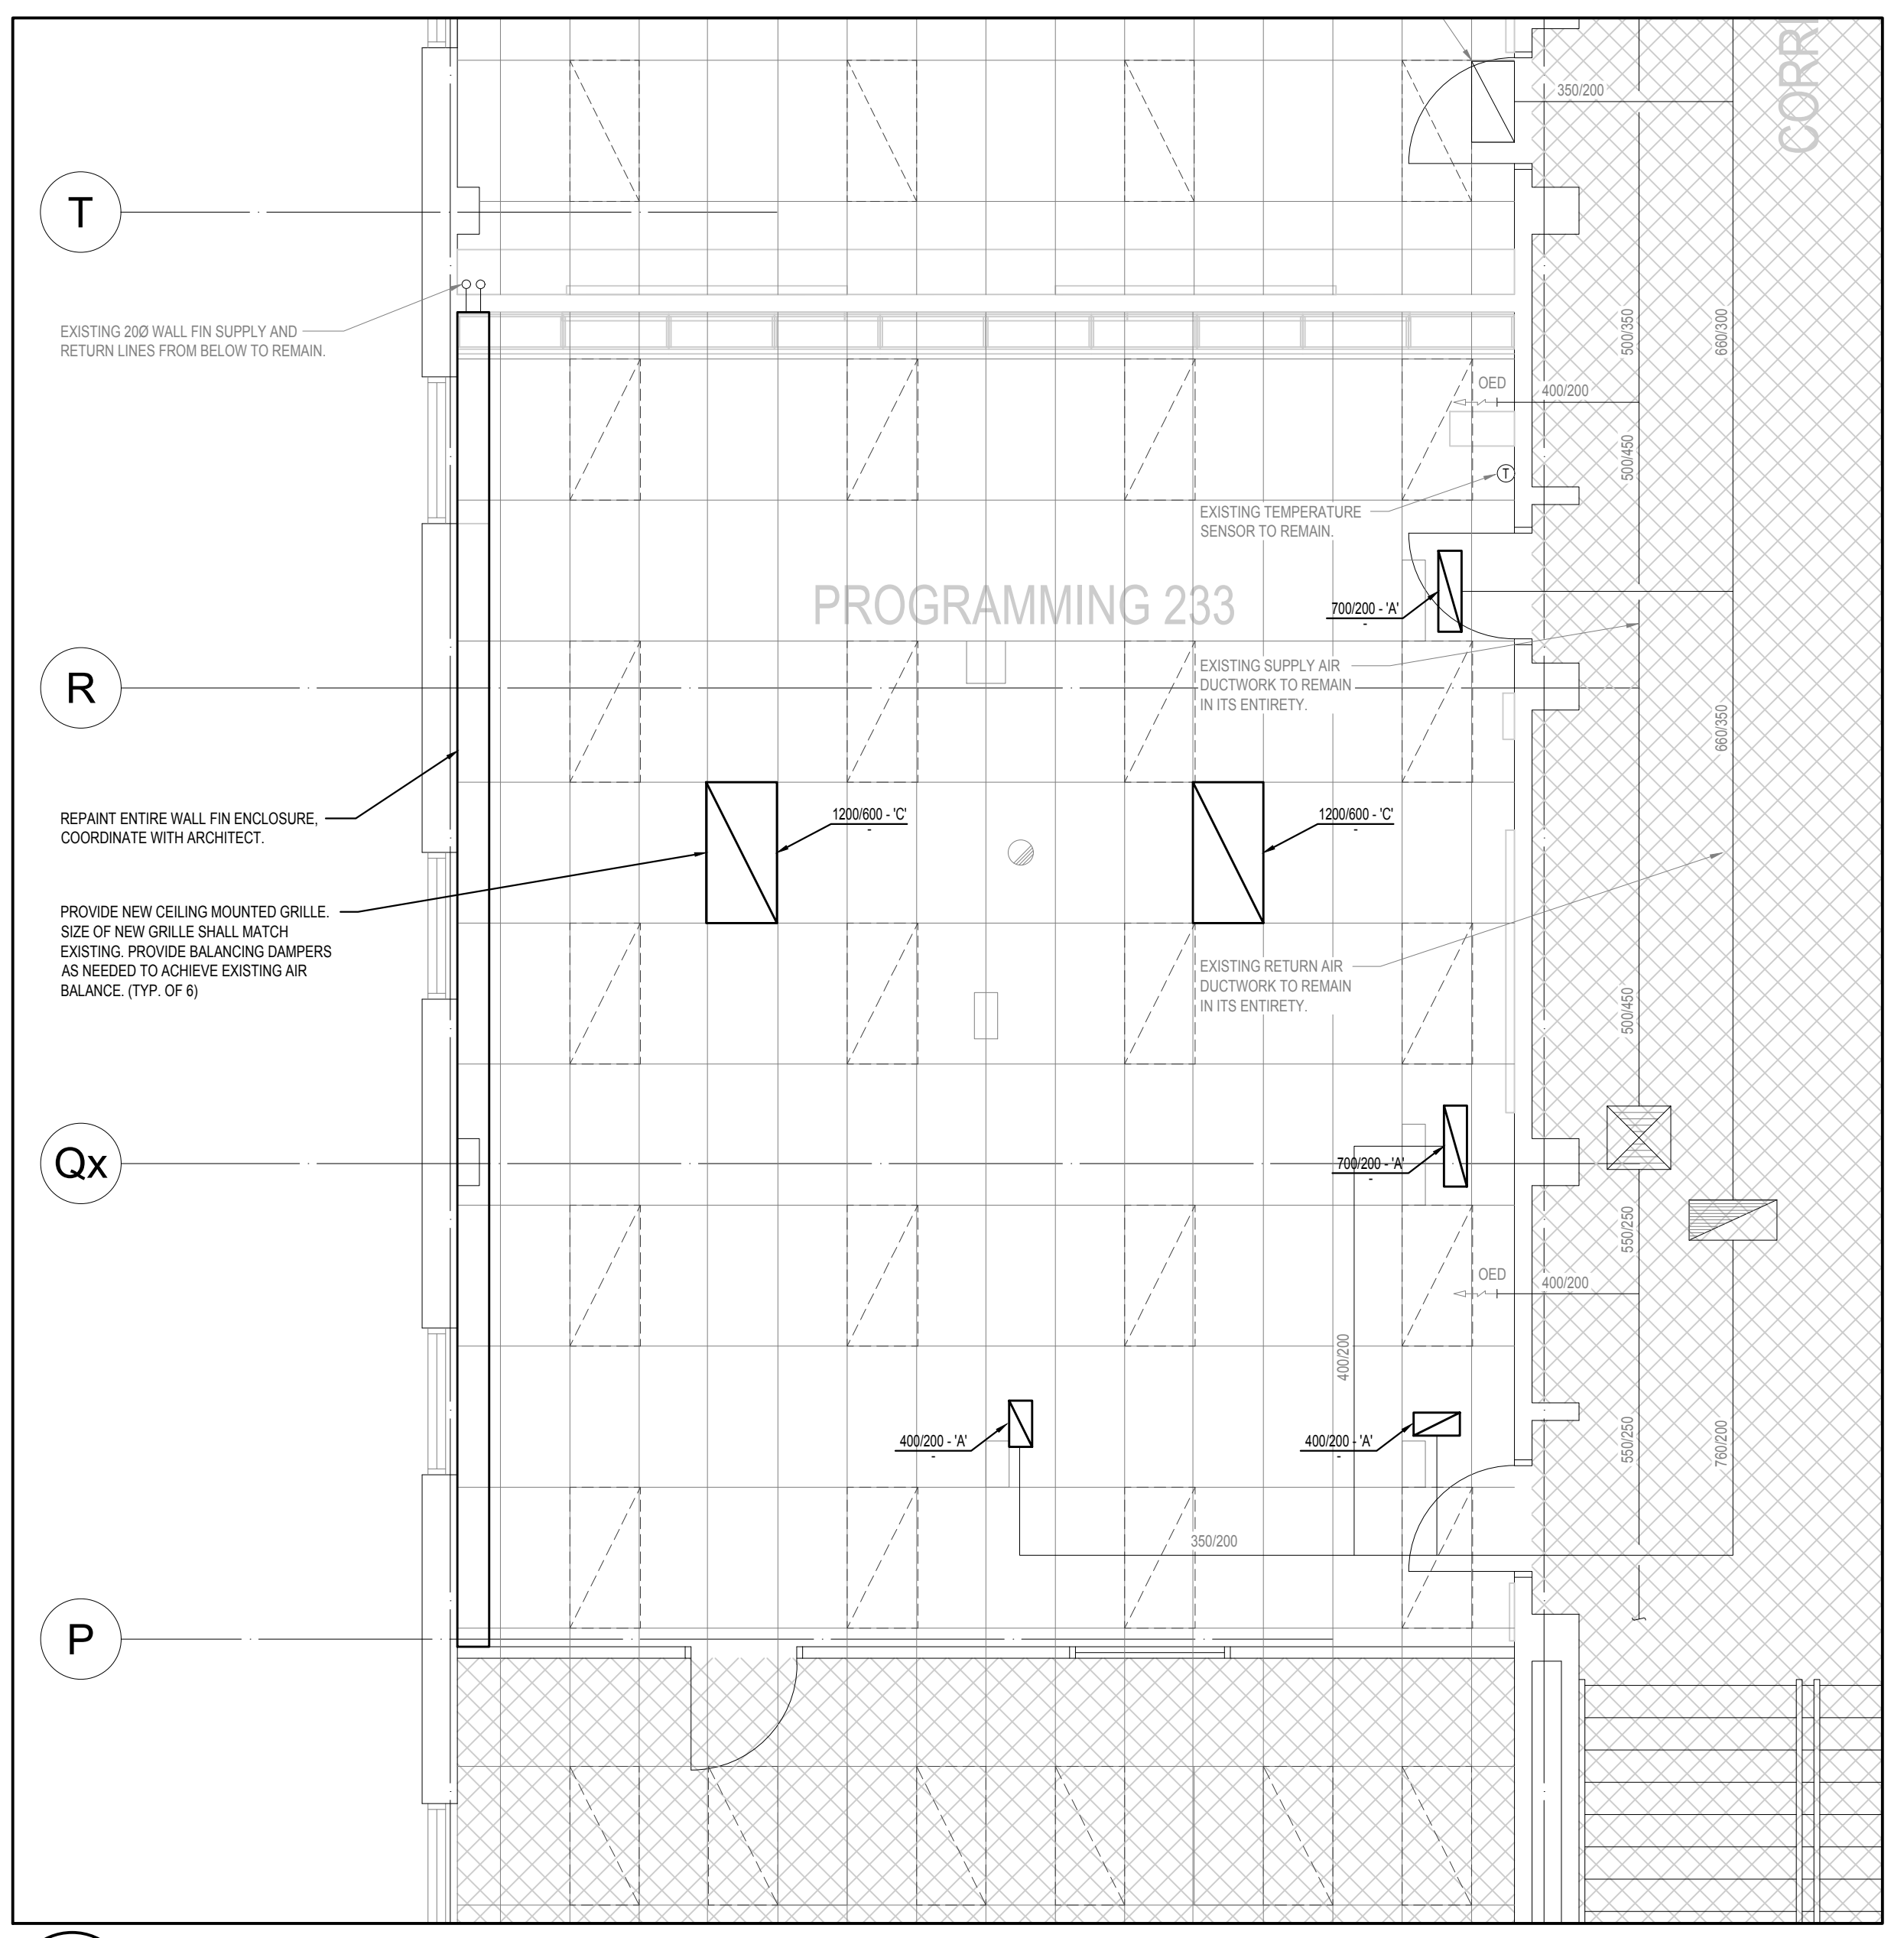 CORRI
350/200
T
EXISTING 20Ø WALL FIN SUPPLY AND
RETURN LINES FROM BELOW TO REMAIN.
500/350
660/300
OED
400/200
500/450
T
EXISTING TEMPERATURE
SENSOR TO REMAIN.
PROGRAMMING 233
700/200 - 'A'
-
EXISTING SUPPLY AIR
DUCTWORK TO REMAIN
IN ITS ENTIRETY.
R
660/350
REPAINT ENTIRE WALL FIN ENCLOSURE,
COORDINATE WITH ARCHITECT.
1200/600 - 'C'
-
1200/600 - 'C'
-
PROVIDE NEW CEILING MOUNTED GRILLE.
SIZE OF NEW GRILLE SHALL MATCH
EXISTING. PROVIDE BALANCING DAMPERS
AS NEEDED TO ACHIEVE EXISTING AIR
BALANCE. (TYP. OF 6)
EXISTING RETURN AIR
DUCTWORK TO REMAIN
IN ITS ENTIRETY.
500/450
Qx
700/200 - 'A'
-
550/250
OED
400/200
400/200
400/200 - 'A'
-
400/200 - 'A'
-
550/250
760/200
350/200
P